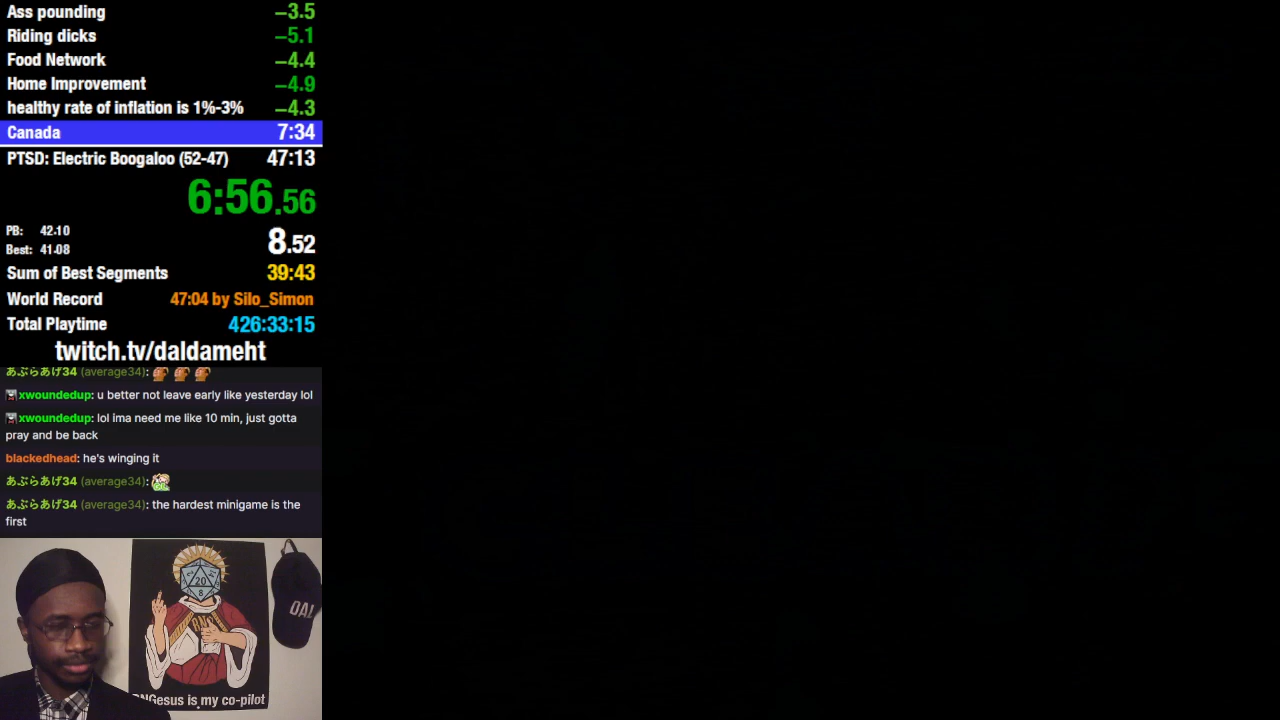 Ass pounding −3.5
Riding dicks −5.1
Food Network −4.4
Home Improvement −4.9
healthy rate of inflation is 1%-3% −4.3
Canada 7:34
PTSD: Electric Boogaloo (52-47) 47:13
6:56.56
PB: 42.10
8.52
Best: 41.08
Sum of Best Segments 39:43
World Record 47:04 by Silo_Simon
Total Playtime 426:33:15
twitch.tv/daldameht
あぶらあげ34 (average34):
xwoundedup: u better not leave early like yesterday lol
xwoundedup: lol ima need me like 10 min, just gotta
pray and be back
blackedhead: he's winging it
あぶらあげ34 (average34):
あぶらあげ34 (average34): the hardest minigame is the
first
20
8
RNG
DAL
RNGesus is my co-pilot